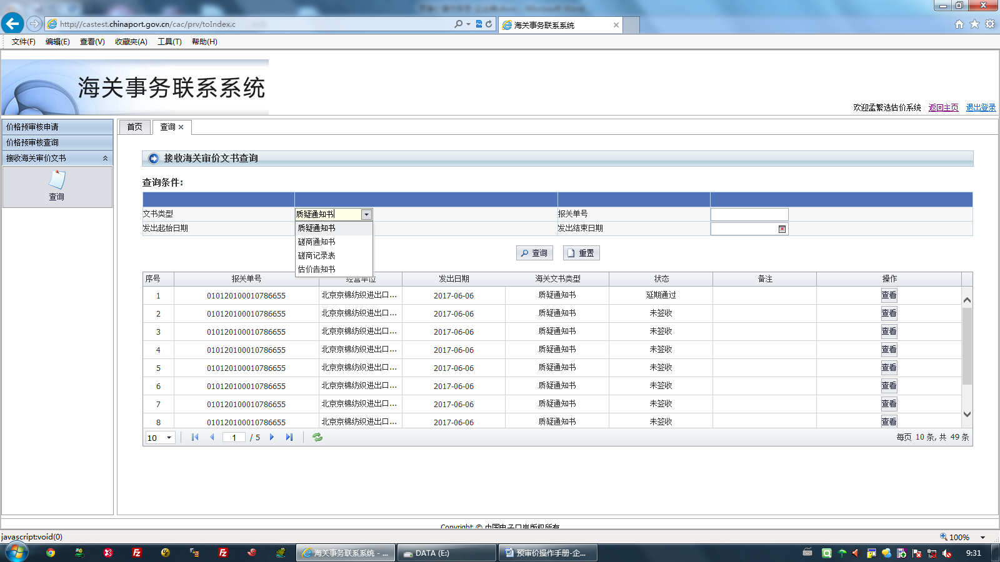 http://castest.chinaport.gov.cn/cac/prv/toIndex.c
海关事务联系系统
文件(F) 编辑(E) 查看(V) 收藏夹(A) 工具(T) 帮助(H)
海关事务联系系统
欢迎孟繁选估价系统 返回主页 退出登录
价格预审核申请
价格预审核查询
接收海关审价文书
查询
首页 查询
接收海关审价文书查询
查询条件:
文书类型 质疑通知书 报关单号
发出起始日期 发出结束日期
质疑通知书
磋商通知书
磋商记录表
估价告知书
查询 重置
序号 报关单号 经营单位 发出日期 海关文书类型 状态 备注 操作
1 010120100010786655 北京京棉纺织进出口... 2017-06-06 质疑通知书 延期通过 查看
2 010120100010786655 北京京棉纺织进出口... 2017-06-06 质疑通知书 未签收 查看
3 010120100010786655 北京京棉纺织进出口... 2017-06-06 质疑通知书 未签收 查看
4 010120100010786655 北京京棉纺织进出口... 2017-06-06 质疑通知书 未签收 查看
5 010120100010786655 北京京棉纺织进出口... 2017-06-06 质疑通知书 未签收 查看
6 010120100010786655 北京京棉纺织进出口... 2017-06-06 质疑通知书 未签收 查看
7 010120100010786655 北京京棉纺织进出口... 2017-06-06 质疑通知书 未签收 查看
8 010120100010786655 北京京棉纺织进出口... 2017-06-06 质疑通知书 未签收 查看
10 1 / 5 每页 10 条, 共 49 条
Copyright © 中国电子口岸版权所有
javascript:void(0) 100%
海关事务联系系统 - ... DATA (E:) 预审价操作手册-企... 9:31